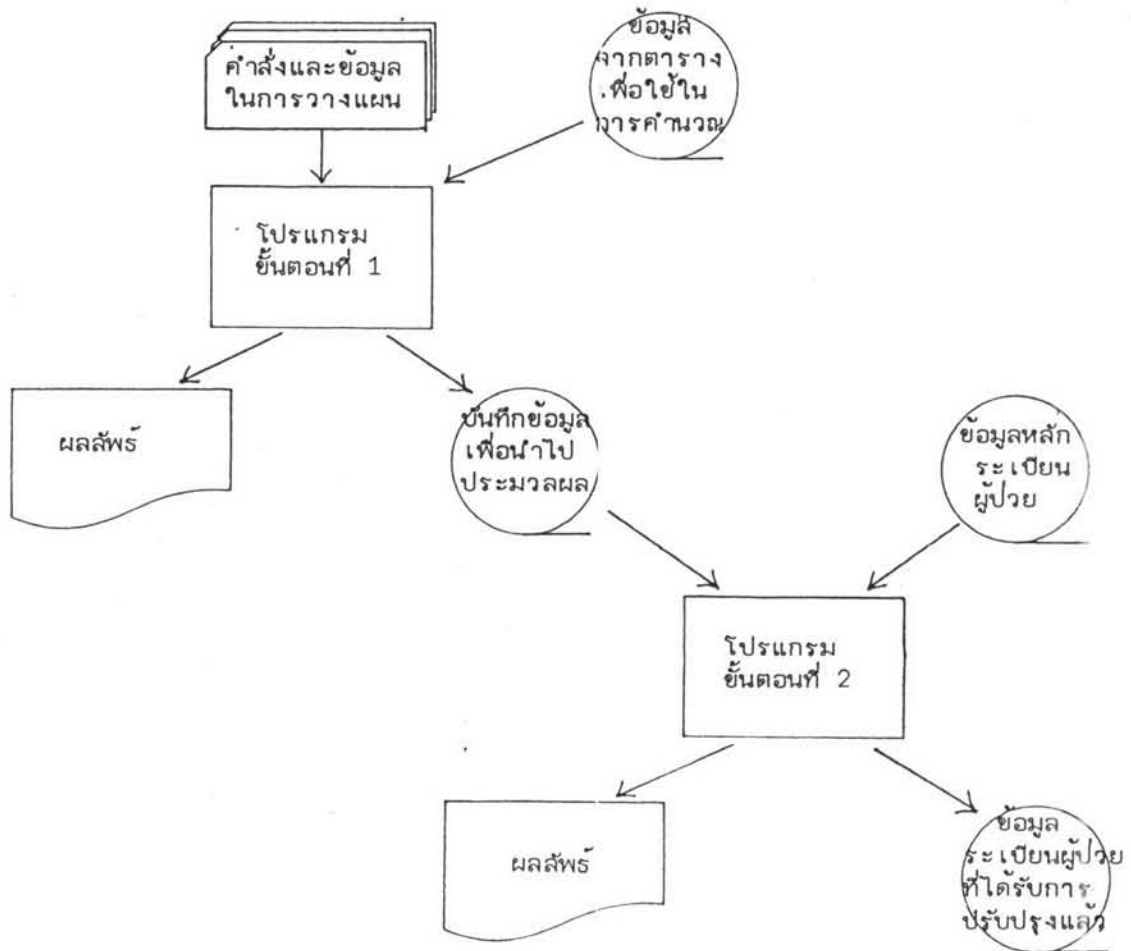 คำสั่งและข้อมูล
ในการวางแผน
ข้อมูล
จากตาราง
เพื่อใช้ใน
การคำนวณ
โปรแกรม
ขั้นตอนที่ 1
ผลลัพธ์
บันทึกข้อมูล
เพื่อนำไป
ประมวลผล
ข้อมูลหลัก
ระเบียน
ผู้ป่วย
โปรแกรม
ขั้นตอนที่ 2
ผลลัพธ์
ข้อมูล
ระเบียนผู้ป่วย
ที่ได้รับการ
ปรับปรุงแล้ว